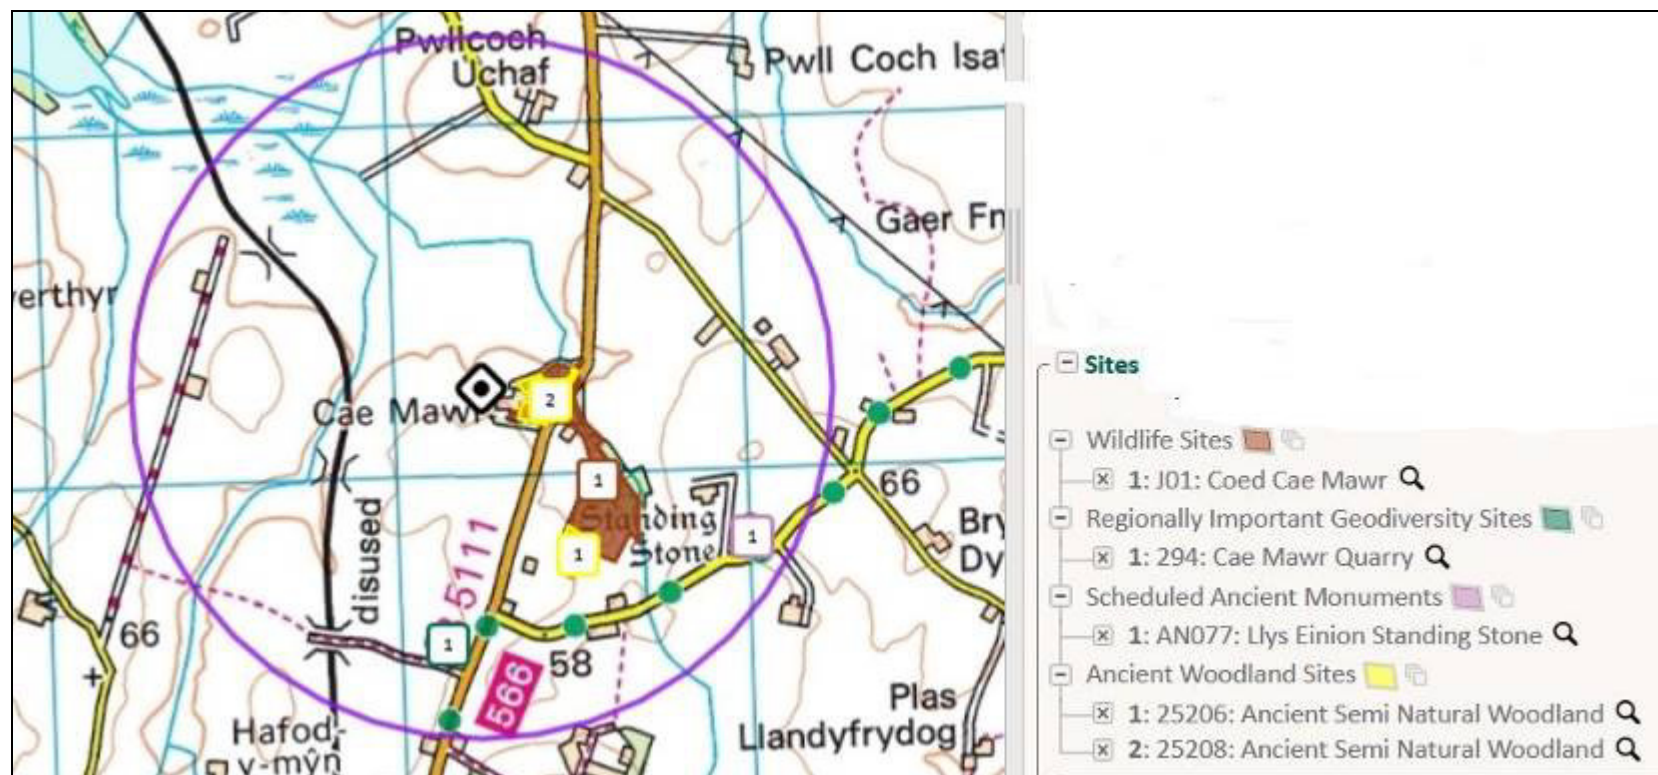 Pwllcoch
Uchaf
Pwll Coch Isaf
Gaer Fm
erthyr
Cae Mawr
2
1
66
Standing
Stone
1
1
Bry
Dy
disused
5111
1
58
566
66
Plas
Llandyfrydog
Hafod-
y-mŷn
Sites
Wildlife Sites
1: J01: Coed Cae Mawr
Regionally Important Geodiversity Sites
1: 294: Cae Mawr Quarry
Scheduled Ancient Monuments
1: AN077: Llys Einion Standing Stone
Ancient Woodland Sites
1: 25206: Ancient Semi Natural Woodland
2: 25208: Ancient Semi Natural Woodland